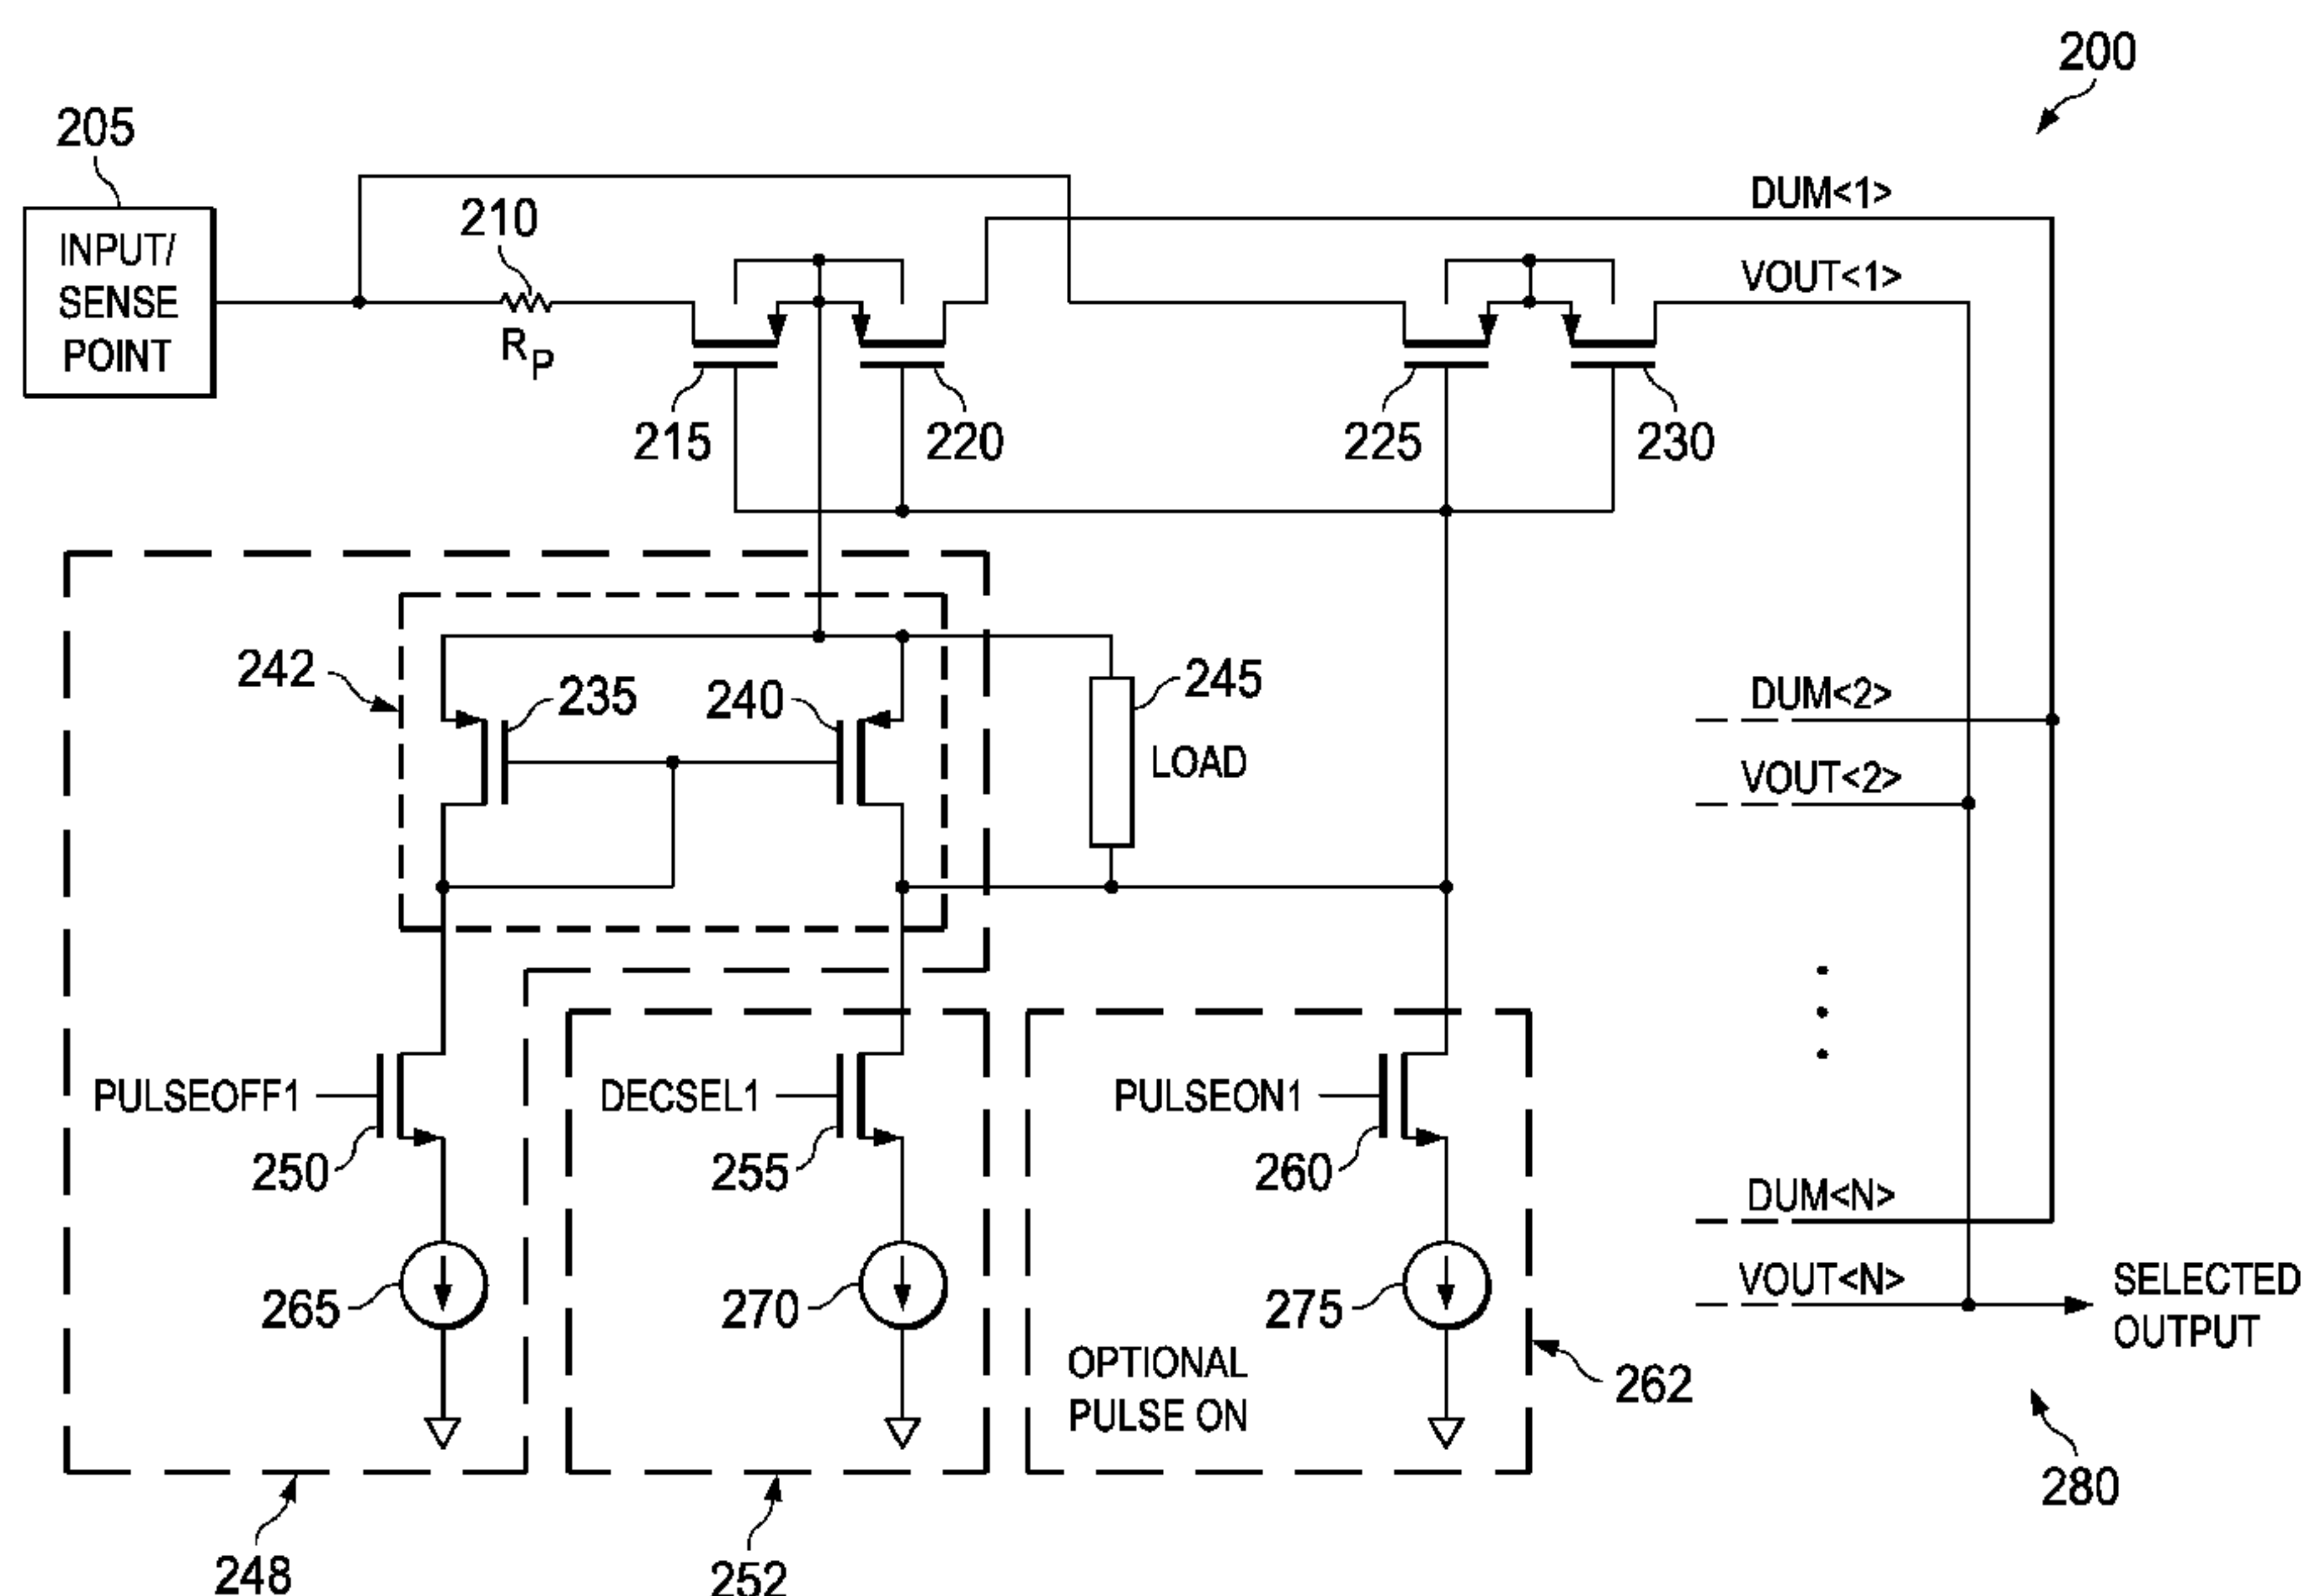 200
205
INPUT/
SENSE
POINT
210
RP
215
220
225
230
DUM<1>
VOUT<1>
242
235
240
245
LOAD
DUM<2>
VOUT<2>
PULSEOFF1
250
DECSEL1
255
PULSEON1
260
265
270
275
OPTIONAL
PULSE ON
262
DUM<N>
VOUT<N>
SELECTED
OUTPUT
280
248
252